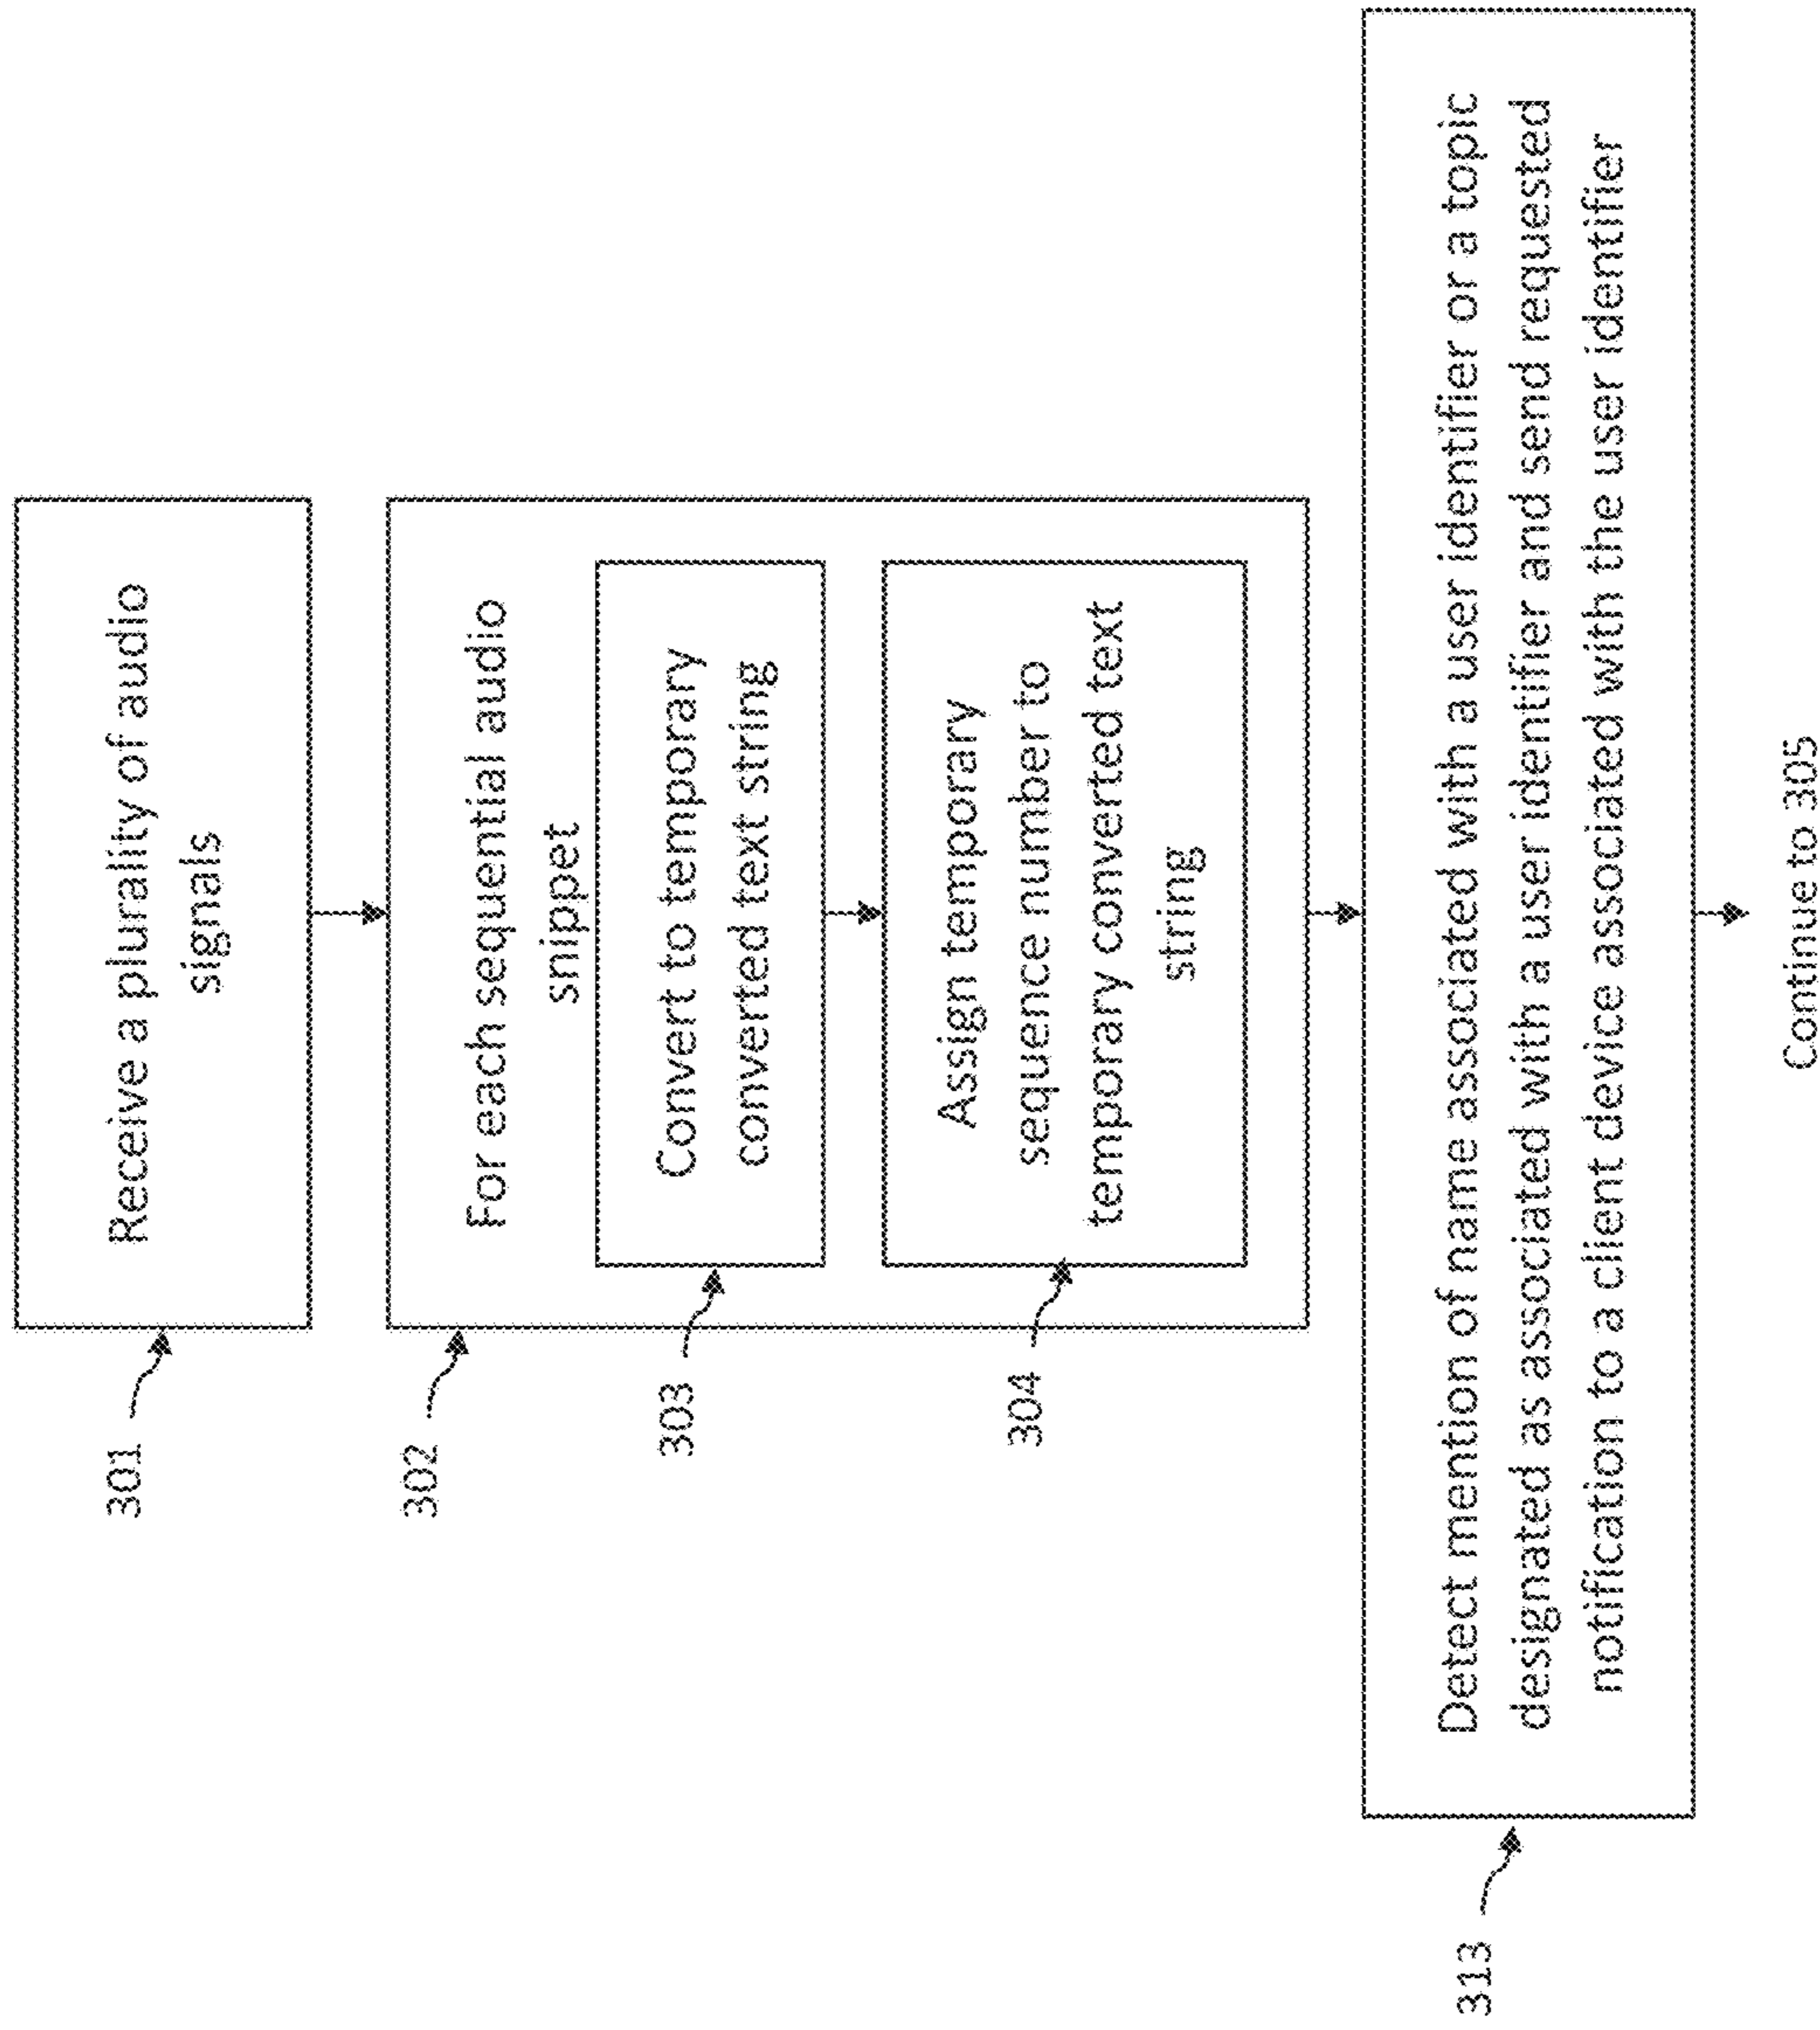 301
Receive a plurality of audio
signals
302
For each sequential audio
snippet
303
Convert to temporary
converted text string
304
Assign temporary
sequence number to
temporary converted text
string
313
Detect mention of name associated with a user identifier or a topic
designated as associated with a user identifier and send requested
notification to a client device associated with the user identifier
Continue to 305